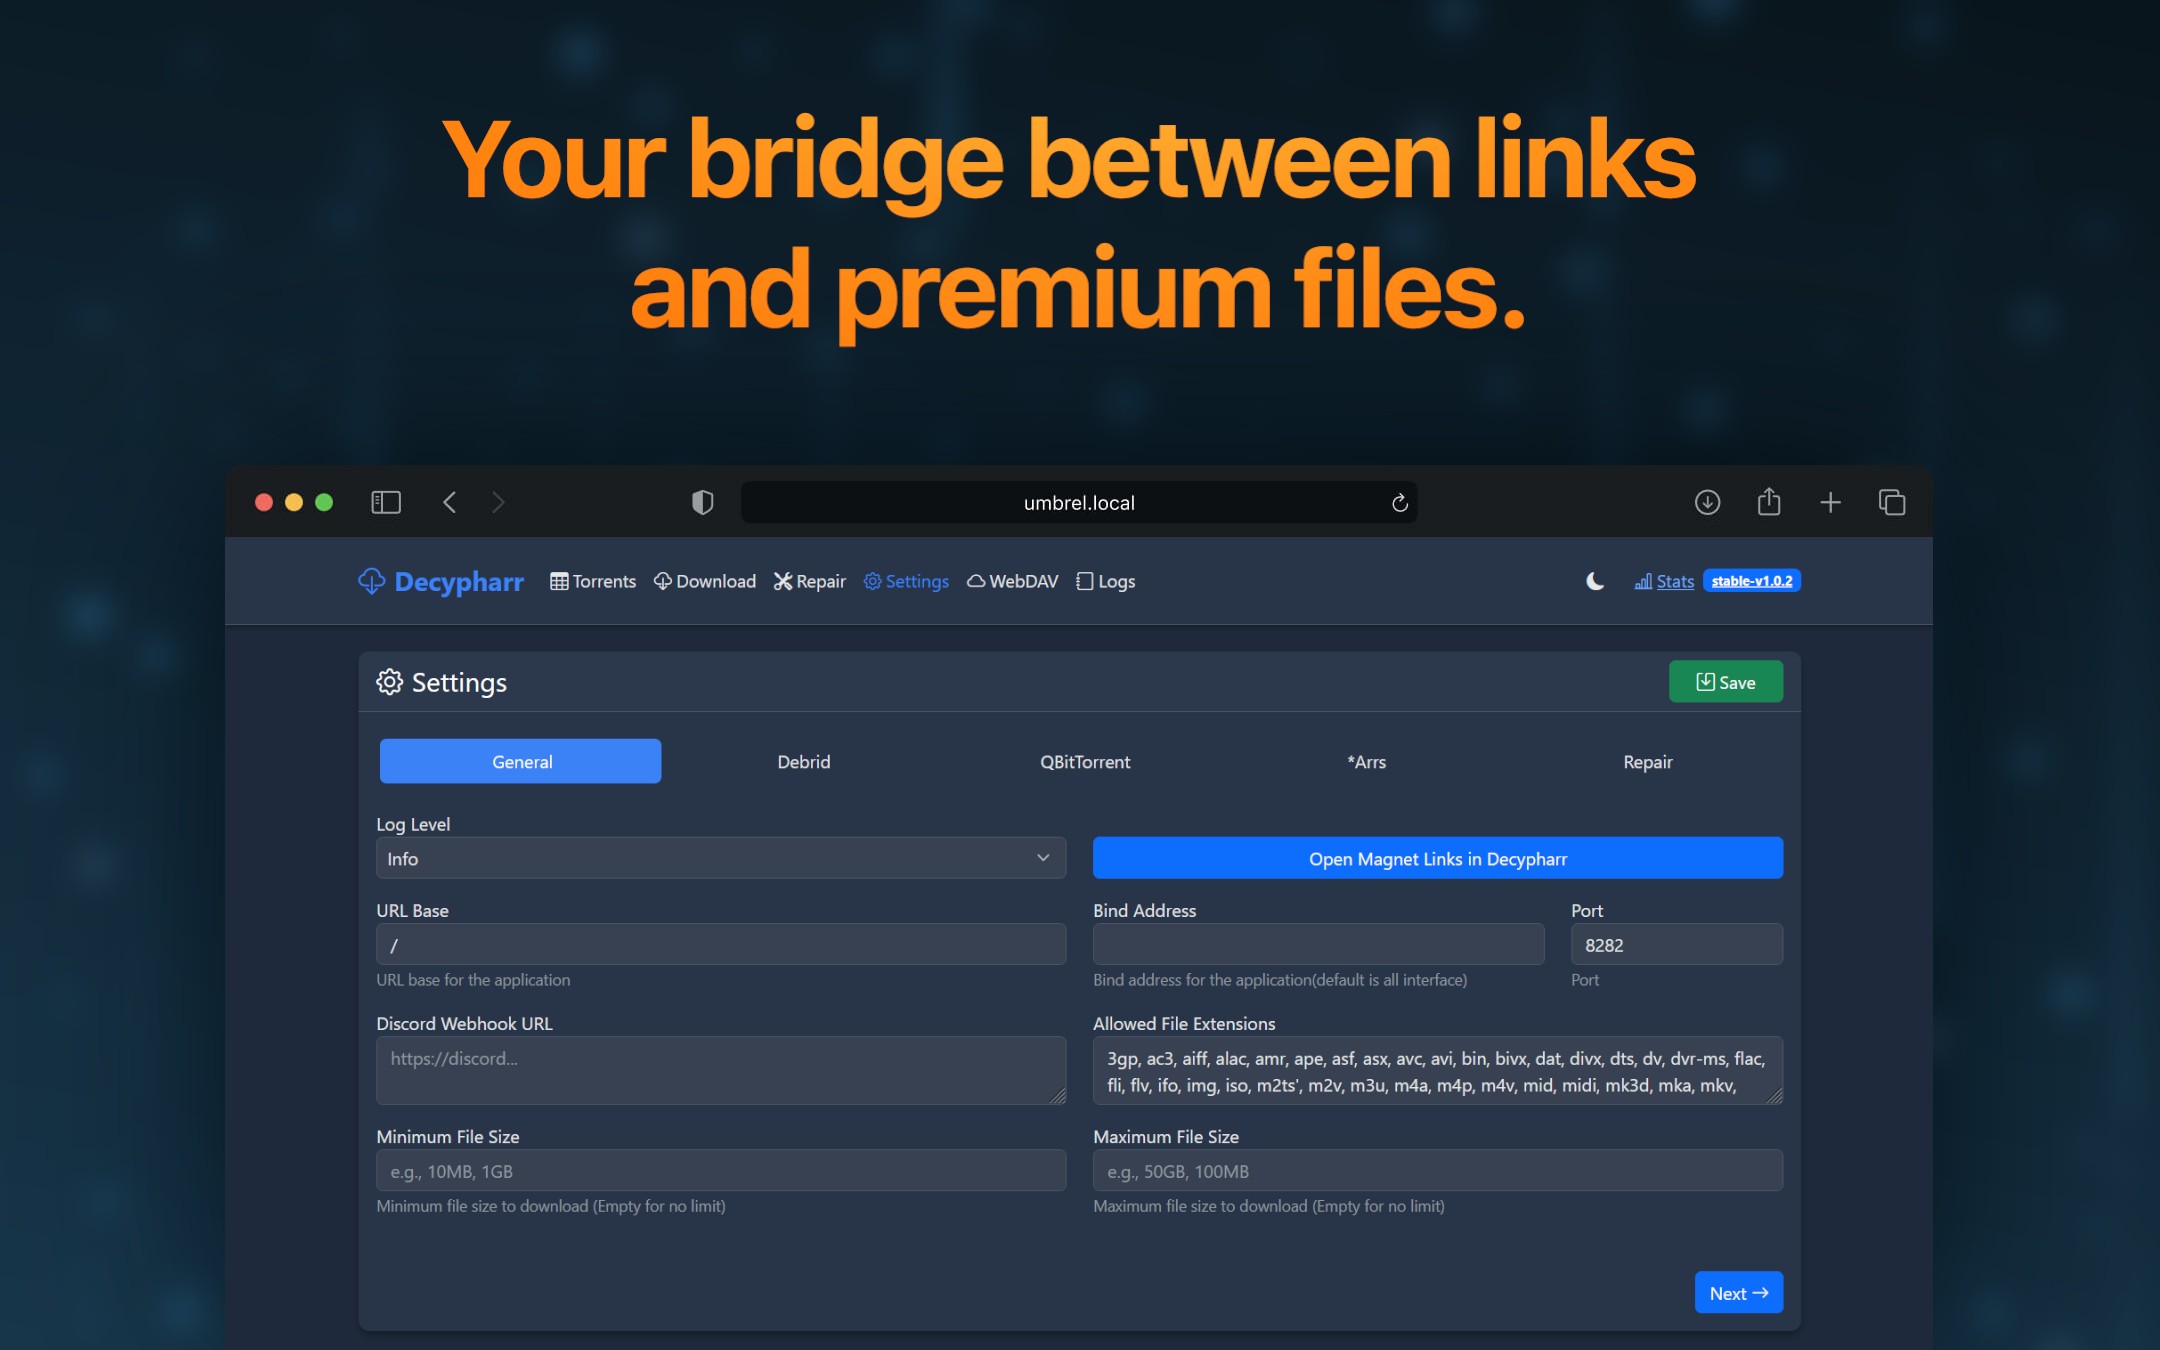 Your bridge between links
and premium files.
umbrel.local
Decypharr Torrents Download Repair Settings WebDAV Logs Stats stable-v1.0.2
Settings Save
General Debrid QBitTorrent *Arrs Repair
Log Level
Info Open Magnet Links in Decypharr
URL Base Bind Address Port
/ 8282
URL base for the application Bind address for the application(default is all interface) Port
Discord Webhook URL Allowed File Extensions
https://discord... 3gp, ac3, aiff, alac, amr, ape, asf, asx, avc, avi, bin, bivx, dat, divx, dts, dv, dvr-ms, flac,
fli, flv, ifo, img, iso, m2ts', m2v, m3u, m4a, m4p, m4v, mid, midi, mk3d, mka, mkv,
Minimum File Size Maximum File Size
e.g., 10MB, 1GB e.g., 50GB, 100MB
Minimum file size to download (Empty for no limit) Maximum file size to download (Empty for no limit)
Next →